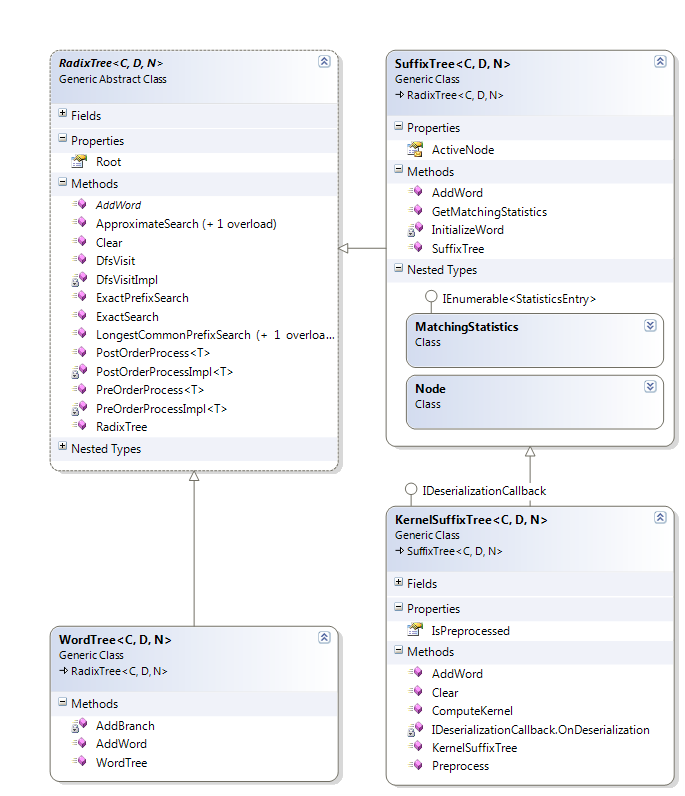 RadixTree<C, D, N>
Generic Abstract Class
Fields
Properties
Root
Methods
AddWord
ApproximateSearch (+ 1 overload)
Clear
DfsVisit
DfsVisitImpl
ExactPrefixSearch
ExactSearch
LongestCommonPrefixSearch (+ 1 overloa...
PostOrderProcess<T>
PostOrderProcessImpl<T>
PreOrderProcess<T>
PreOrderProcessImpl<T>
RadixTree
Nested Types
SuffixTree<C, D, N>
Generic Class
RadixTree<C, D, N>
Properties
ActiveNode
Methods
AddWord
GetMatchingStatistics
InitializeWord
SuffixTree
Nested Types
IEnumerable<StatisticsEntry>
MatchingStatistics
Class
Node
Class
WordTree<C, D, N>
Generic Class
RadixTree<C, D, N>
Methods
AddBranch
AddWord
WordTree
IDeserializationCallback
KernelSuffixTree<C, D, N>
Generic Class
SuffixTree<C, D, N>
Fields
Properties
IsPreprocessed
Methods
AddWord
Clear
ComputeKernel
IDeserializationCallback.OnDeserialization
KernelSuffixTree
Preprocess